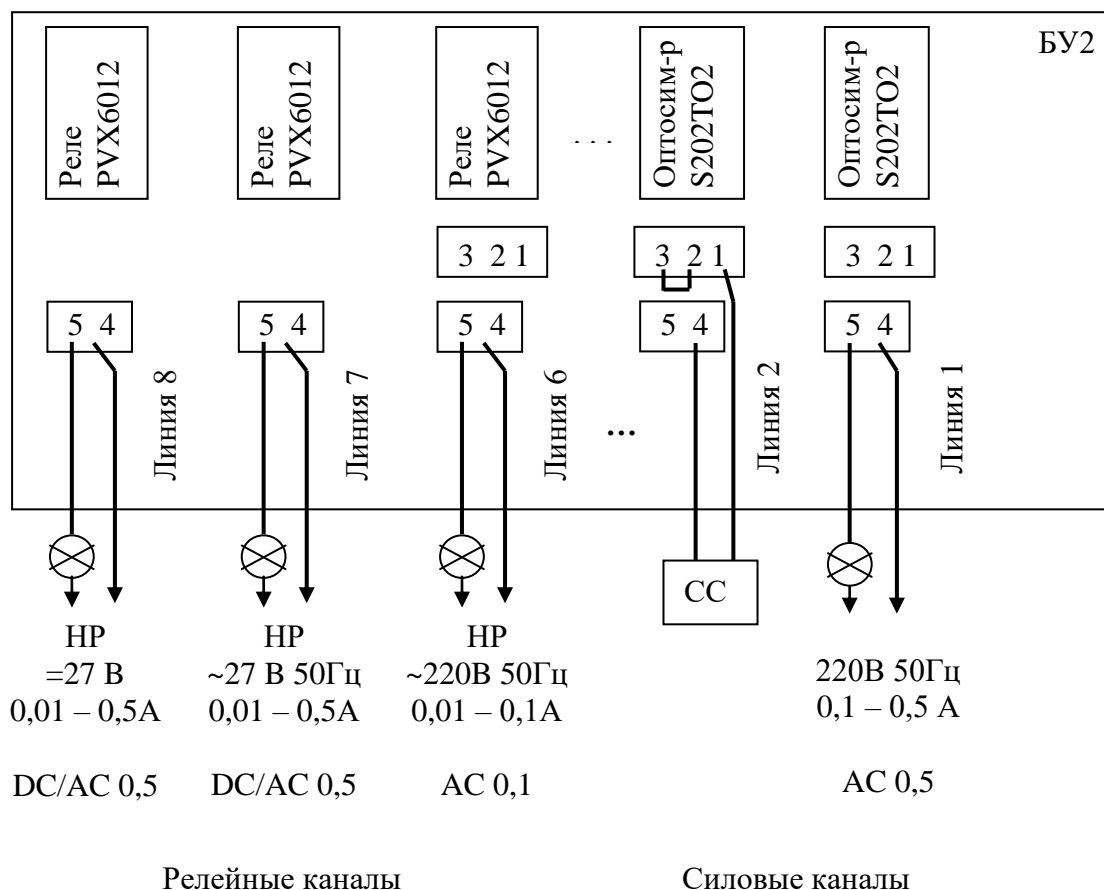 БУ2
Реле
PVX6012
Реле
PVX6012
Реле
PVX6012
. . .
Оптосим-р
S202TO2
Оптосим-р
S202TO2
3 2 1
3 2 1
3 2 1
5 4
5 4
5 4
5 4
5 4
Линия 8
Линия 7
Линия 6
...
Линия 2
Линия 1
СС
НР
=27 В
0,01 – 0,5А
DC/AC 0,5
НР
~27 В 50Гц
0,01 – 0,5А
DC/AC 0,5
НР
~220В 50Гц
0,01 – 0,1А
AC 0,1
220В 50Гц
0,1 – 0,5 А
AC 0,5
Релейные каналы
Силовые каналы